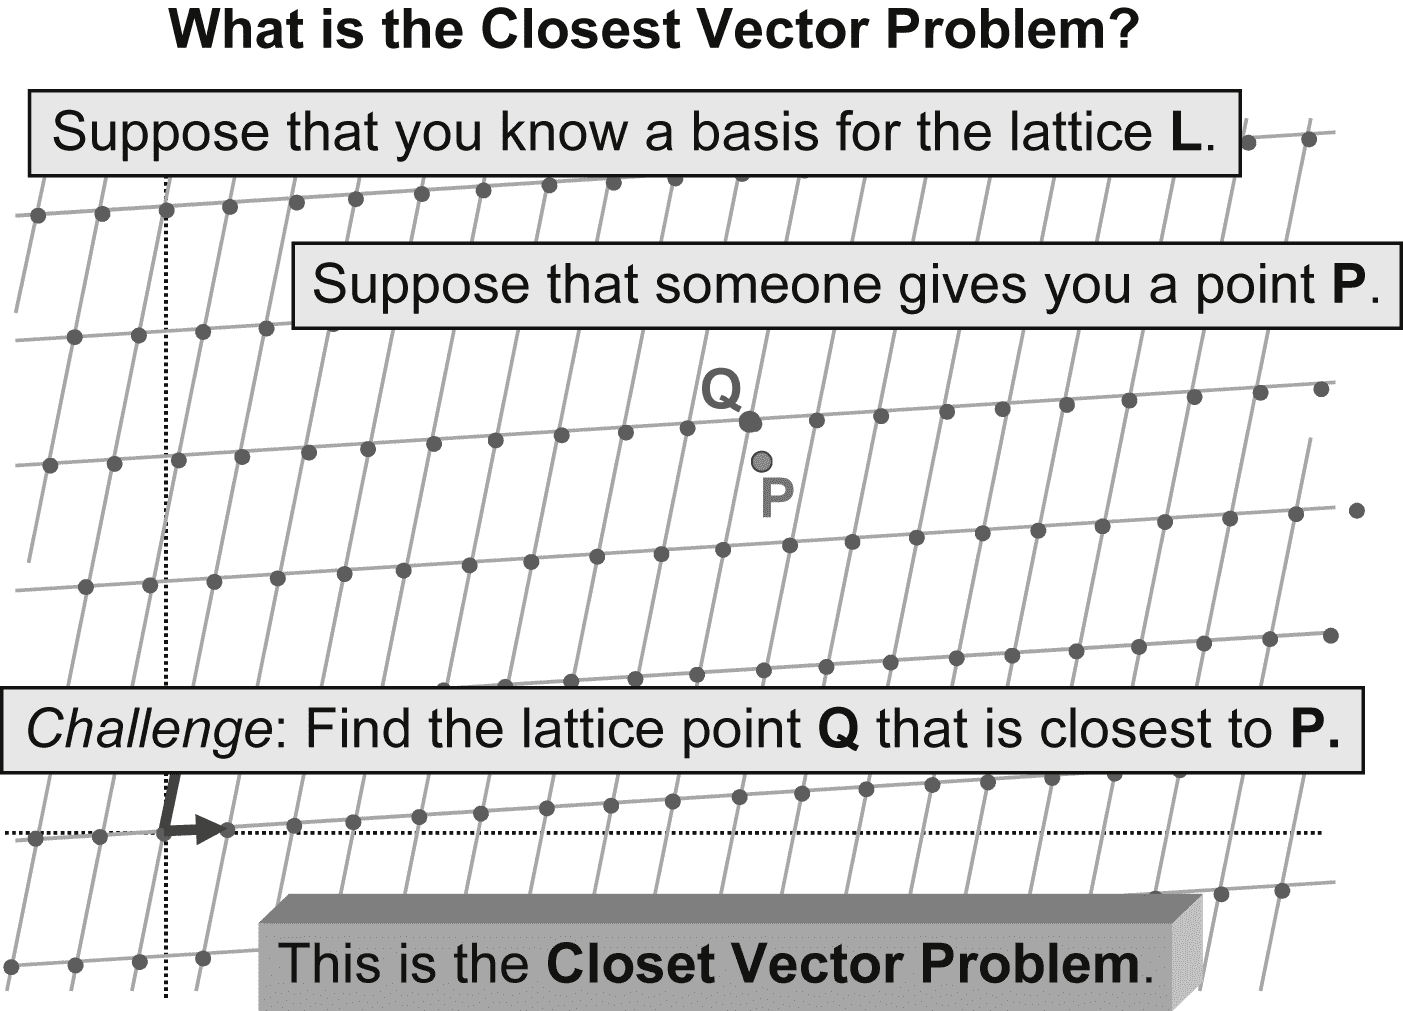 What is the Closest Vector Problem?
Suppose that you know a basis for the lattice L.
Suppose that someone gives you a point P.
Q
P
Challenge: Find the lattice point Q that is closest to P.
This is the Closet Vector Problem.